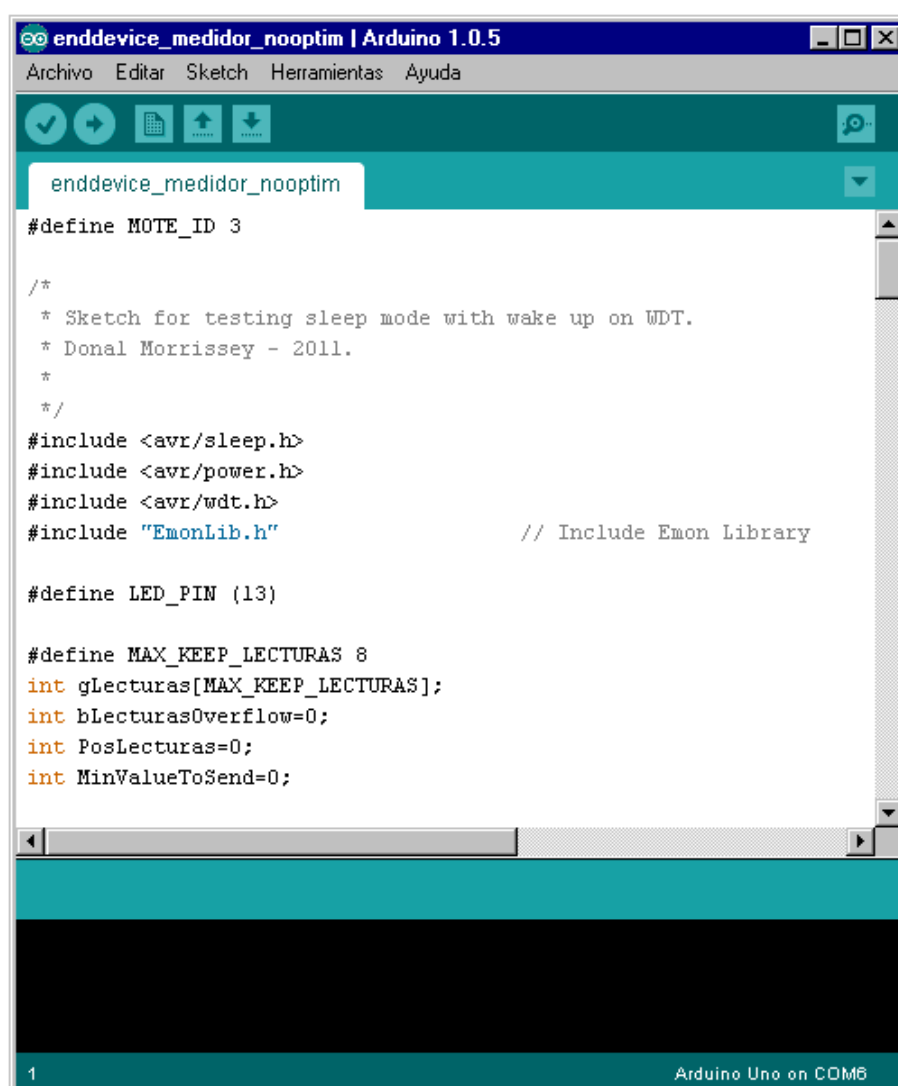 enddevice_medidor_nooptim | Arduino 1.0.5
Archivo Editar Sketch Herramientas Ayuda
enddevice_medidor_nooptim
#define MOTE_ID 3
/*
 * Sketch for testing sleep mode with wake up on WDT.
 * Donal Morrissey - 2011.
 *
 */
#include <avr/sleep.h>
#include <avr/power.h>
#include <avr/wdt.h>
#include "EmonLib.h" // Include Emon Library
#define LED_PIN (13)
#define MAX_KEEP_LECTURAS 8
int gLecturas[MAX_KEEP_LECTURAS];
int bLecturasOverflow=0;
int PosLecturas=0;
int MinValueToSend=0;
1 Arduino Uno on COM6